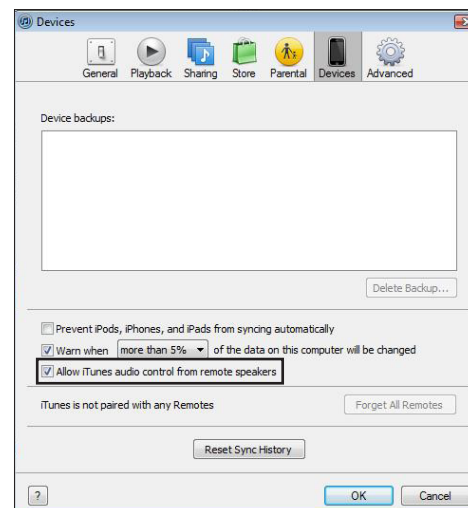 Devices
General Playback Sharing Store Parental Devices Advanced
Device backups:
Delete Backup...
Prevent iPods, iPhones, and iPads from syncing automatically
Warn when more than 5% of the data on this computer will be changed
Allow iTunes audio control from remote speakers
iTunes is not paired with any Remotes Forget All Remotes
Reset Sync History
? OK Cancel